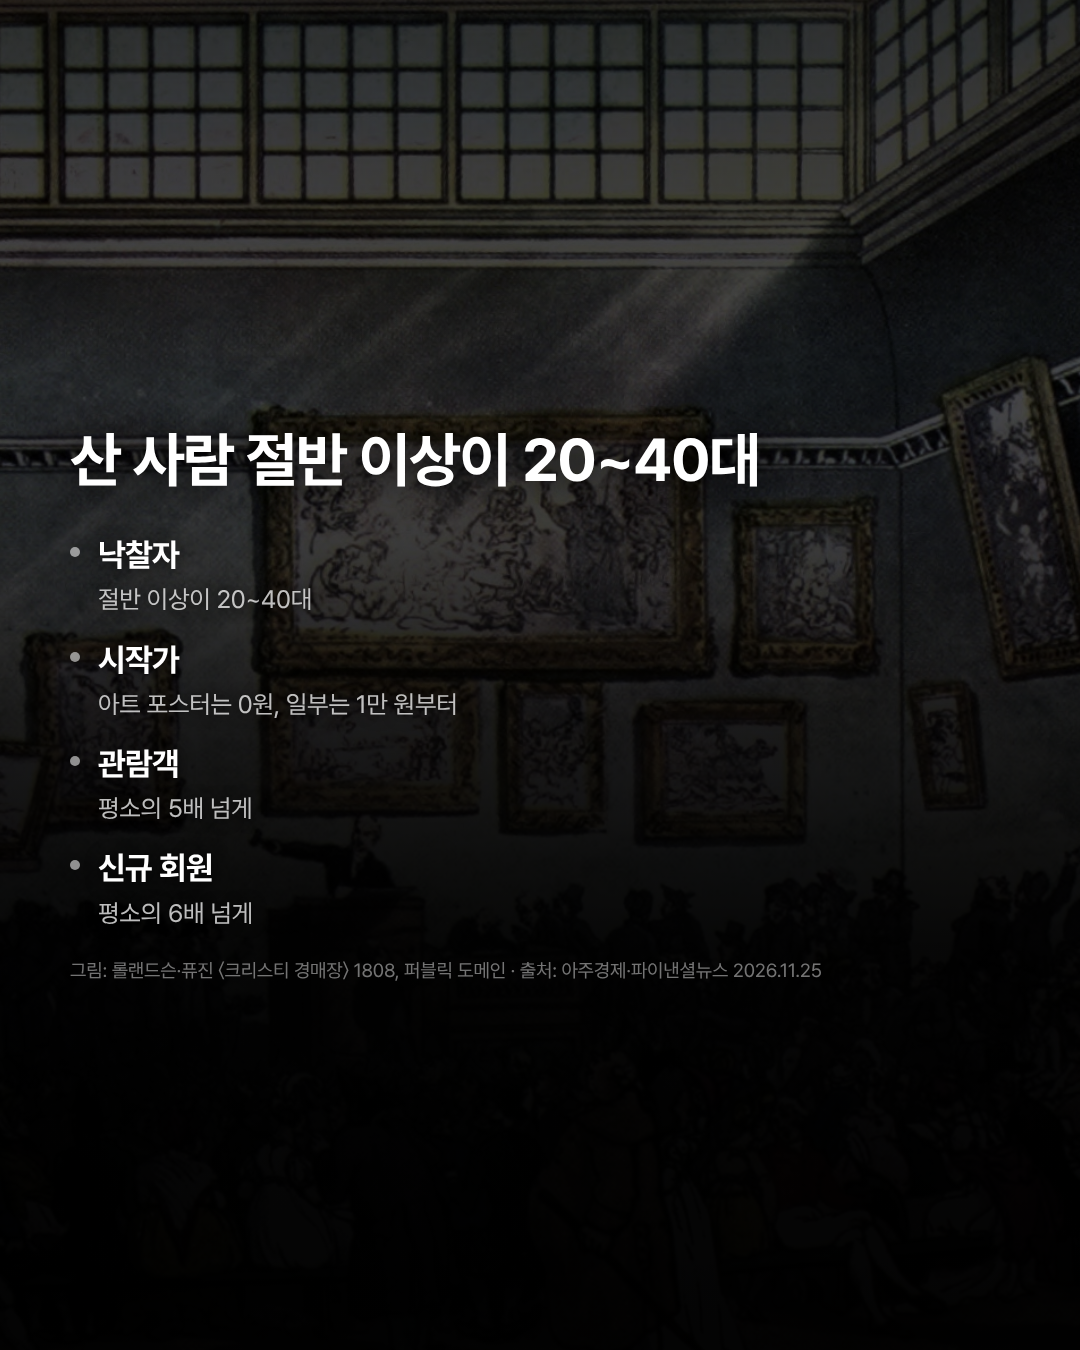 산 사람 절반 이상이 20~40대
• 낙찰자
절반 이상이 20~40대
• 시작가
아트 포스터는 0원, 일부는 1만 원부터
• 관람객
평소의 5배 넘게
• 신규 회원
평소의 6배 넘게
그림: 롤랜드슨·퓨진 〈크리스티 경매장〉 1808, 퍼블릭 도메인 · 출처: 아주경제·파이낸셜뉴스 2026.11.25